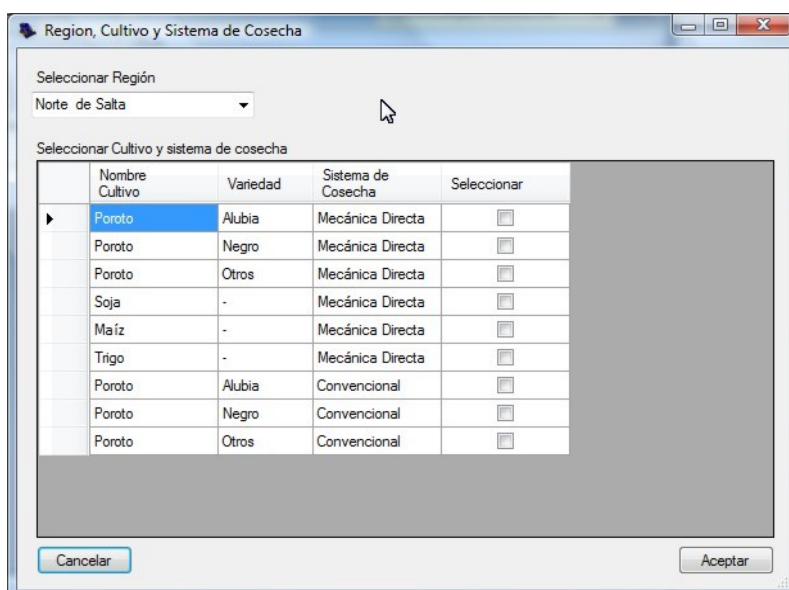 Region, Cultivo y Sistema de Cosecha
Seleccionar Región
Norte de Salta
Seleccionar Cultivo y sistema de cosecha
Nombre Cultivo Variedad Sistema de Cosecha Seleccionar
Poroto Alubia Mecánica Directa
Poroto Negro Mecánica Directa
Poroto Otros Mecánica Directa
Soja - Mecánica Directa
Maíz - Mecánica Directa
Trigo - Mecánica Directa
Poroto Alubia Convencional
Poroto Negro Convencional
Poroto Otros Convencional
Cancelar Aceptar